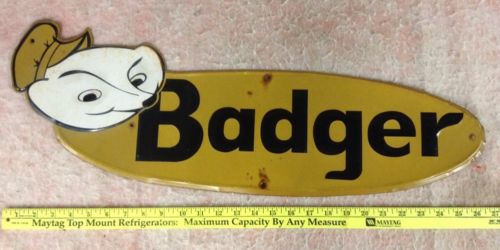 Badger
Maytag Top Mount Refrigerators: Maximum Capacity By Any Measure MAYTAG